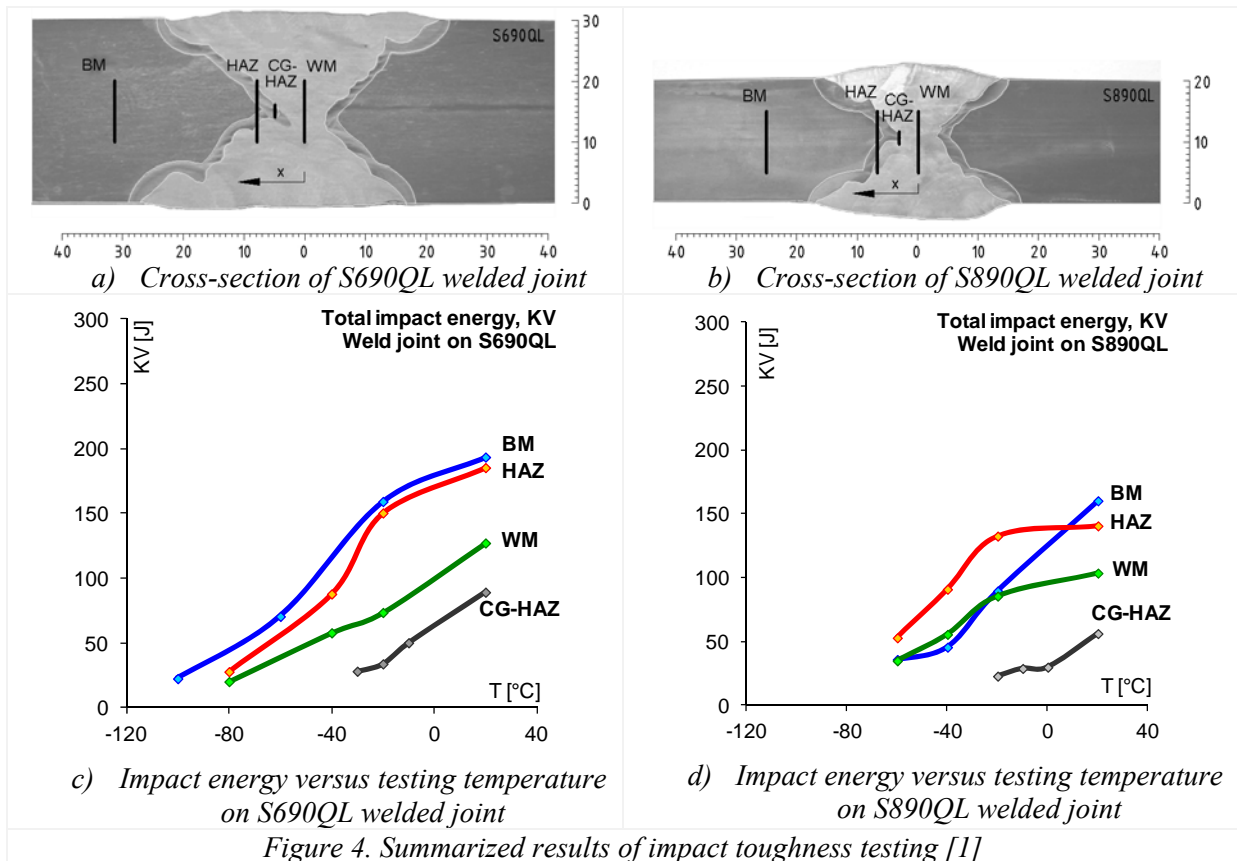 S690QL
BM
HAZ
CG-
HAZ
WM
x
30
20
10
0
40 30 20 10 0 10 20 30 40
a) Cross-section of S690QL welded joint
S890QL
BM
HAZ
CG-
HAZ
WM
x
20
10
0
40 30 20 10 0 10 20 30 40
b) Cross-section of S890QL welded joint
Total impact energy, KV
Weld joint on S690QL
KV [J]
300
250
200
150
100
50
0
BM
HAZ
WM
CG-HAZ
T [°C]
-120 -80 -40 0 40
c) Impact energy versus testing temperature
on S690QL welded joint
Total impact energy, KV
Weld joint on S890QL
KV [J]
300
250
200
150
100
50
0
BM
HAZ
WM
CG-HAZ
T [°C]
-120 -80 -40 0 40
d) Impact energy versus testing temperature
on S890QL welded joint
Figure 4. Summarized results of impact toughness testing [1]